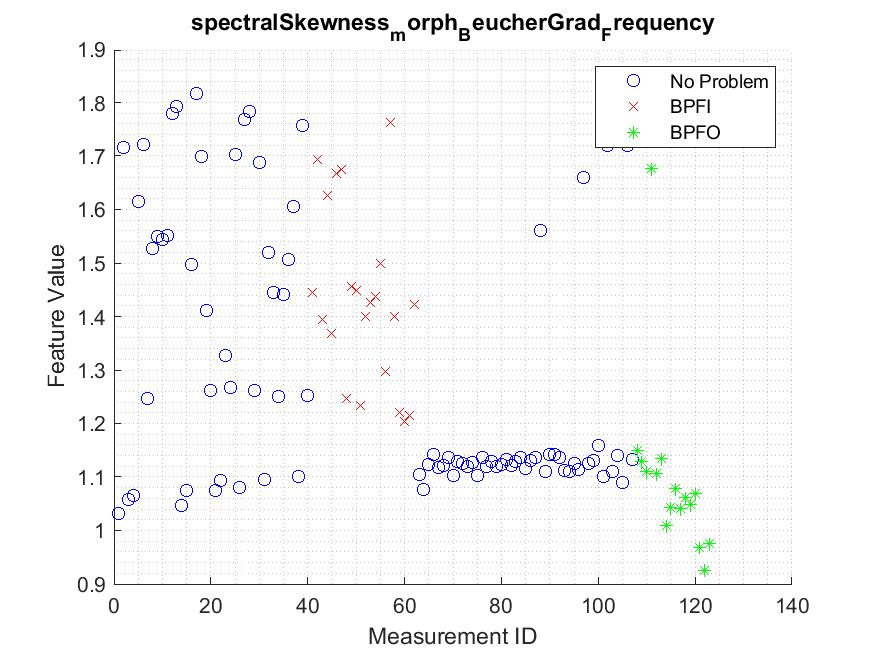 spectralSkewness_morph_BeucherGrad_Frequency
No Problem
BPFI
BPFO
1.9
1.8
1.7
1.6
1.5
1.4
1.3
1.2
1.1
1
0.9
Feature Value
0 20 40 60 80 100 120 140
Measurement ID